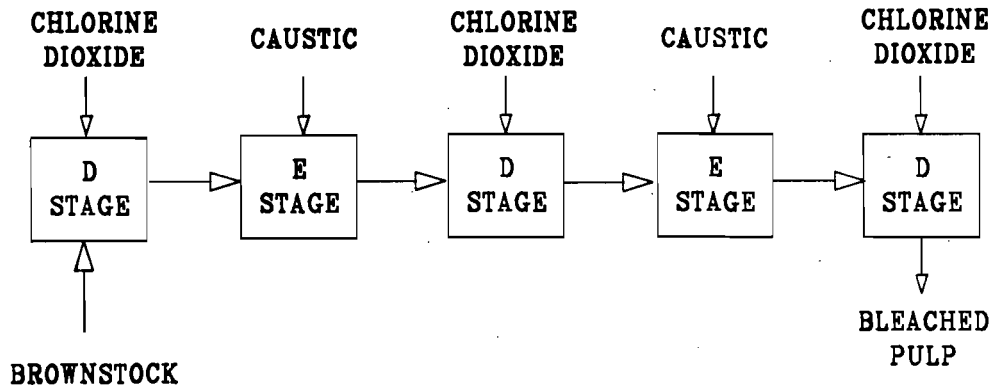 CHLORINE
DIOXIDE
CAUSTIC
CHLORINE
DIOXIDE
CAUSTIC
CHLORINE
DIOXIDE
D
STAGE
E
STAGE
D
STAGE
E
STAGE
D
STAGE
BROWNSTOCK
BLEACHED
PULP